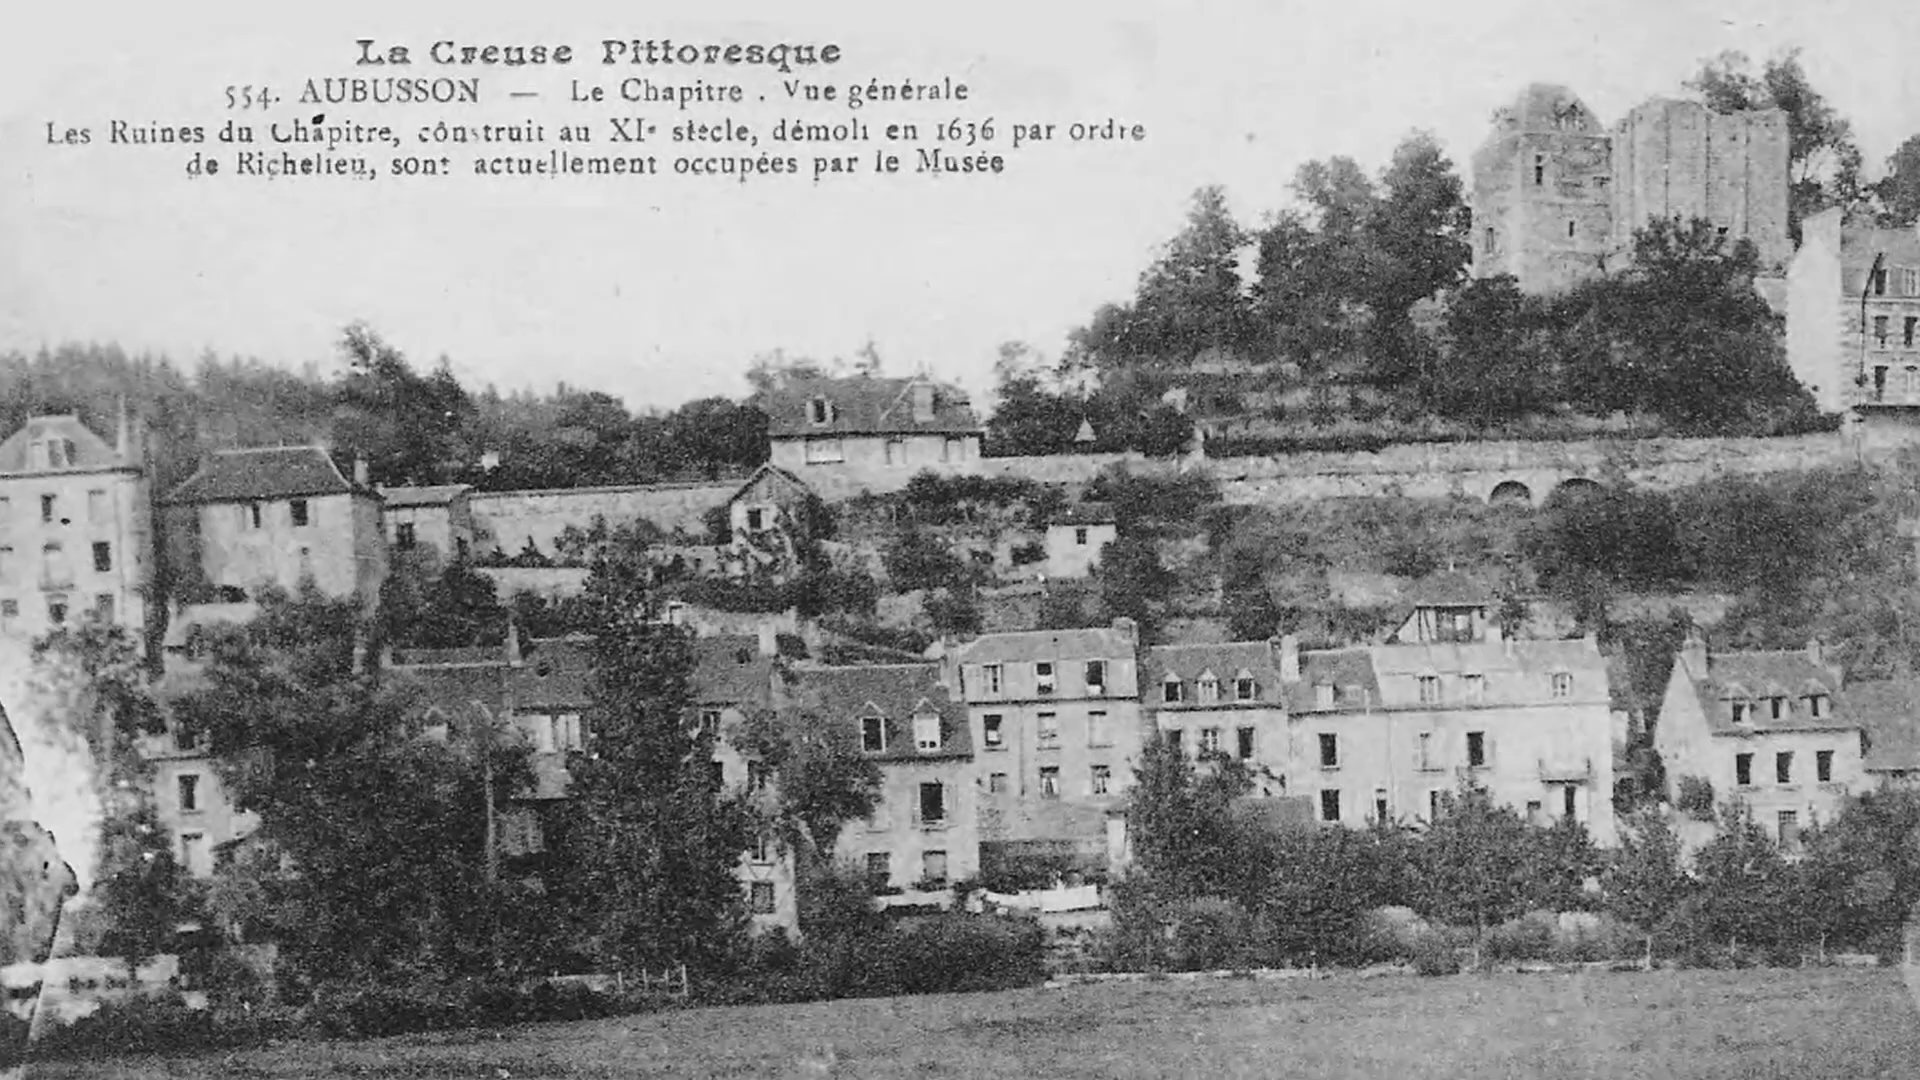 La Creuse Pittoresque
554. AUBUSSON — Le Chapitre . Vue générale
Les Ruines du Chapitre, construit au XIe siècle, démoli en 1636 par ordre
de Richelieu, sont actuellement occupées par le Musée